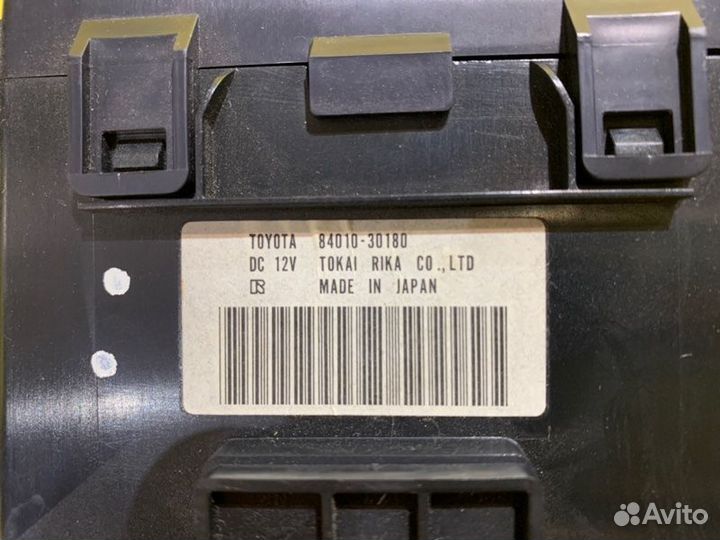 TOYOTA 84010-30180
DC 12V TOKAI RIKA CO.,LTD
R MADE IN JAPAN
Avito